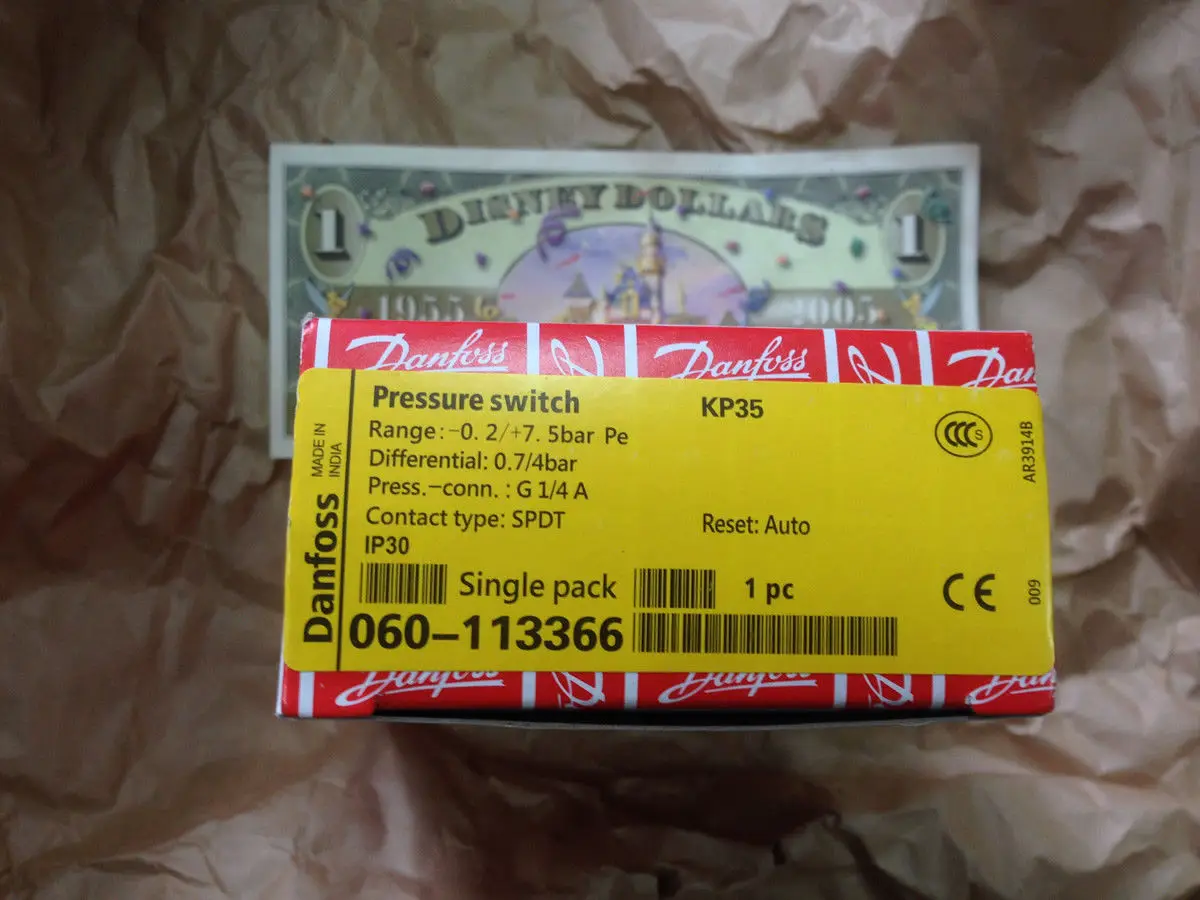 1 DISNEY DOLLARS 1
1955 to 2005
Danfoss Danfoss
Pressure switch KP35
Range:-0. 2/+7. 5bar Pe
Differential: 0.7/4bar
Press.-conn. : G 1/4 A
Contact type: SPDT Reset: Auto
IP30
Single pack 1 pc
060-113366
Danfoss
MADE IN
INDIA
CCC S
AR3914B
CE
009
Danfoss Danfoss